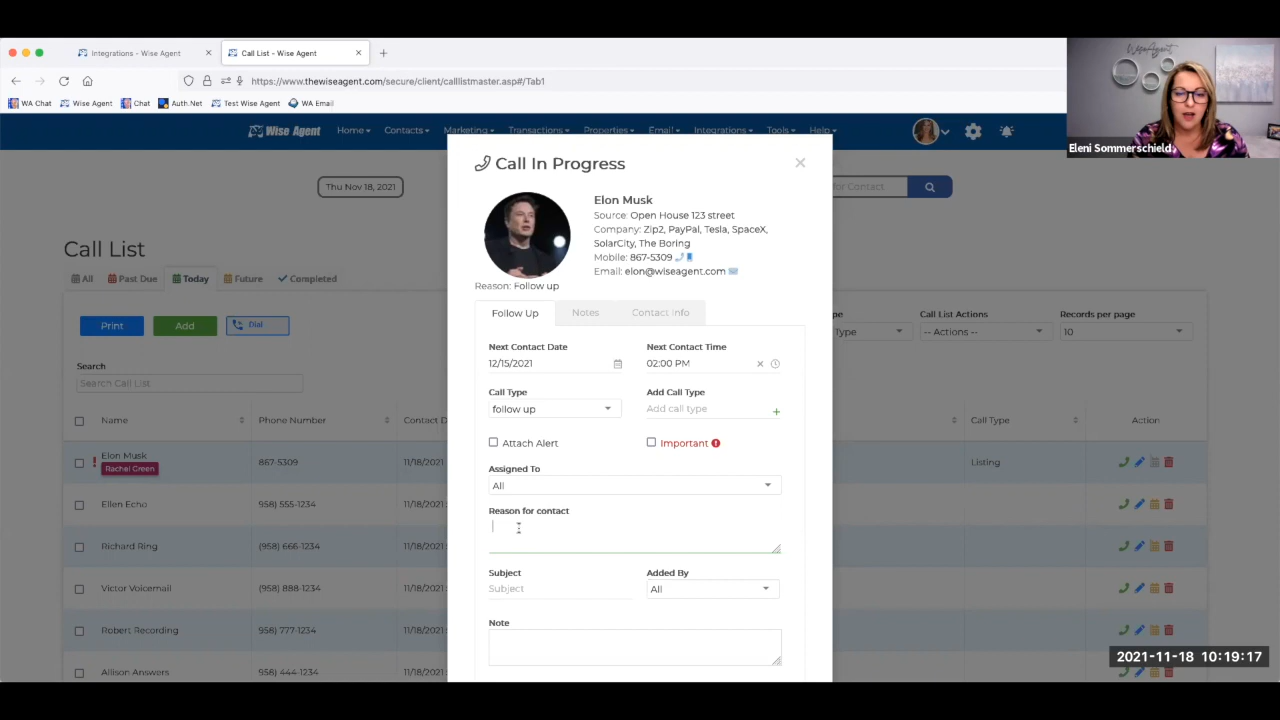 Integrations - Wise Agent
Call List - Wise Agent
https://www.thewiseagent.com/secure/client/calllistmaster.asp#/Tab1
WA Chat Wise Agent Chat Auth.Net Test Wise Agent WA Email
WiseAgent
Eleni Sommerschield
Wise Agent Home Contacts Marketing Transactions Properties Email Integrations Tools Help
Thu Nov 18, 2021
for Contact
Call List
All Past Due Today Future Completed
Print Add Dial
Type
Call List Actions
-- Actions --
Records per page
10
Search
Search Call List
Name Phone Number Contact D Call Type Action
Elon Musk 867-5309 11/18/2021 Listing
Rachel Green
Ellen Echo (958) 555-1234 11/18/2021
Richard Ring (958) 666-1234 11/18/2021
Victor Voicemail (958) 888-1234 11/18/2021
Robert Recording (958) 777-1234 11/18/2021
Allison Answers (958) 444-1234 11/18/2021
Call In Progress
Elon Musk
Source: Open House 123 street
Company: Zip2, PayPal, Tesla, SpaceX,
SolarCity, The Boring
Mobile: 867-5309
Email: elon@wiseagent.com
Reason: Follow up
Follow Up Notes Contact Info
Next Contact Date Next Contact Time
12/15/2021 02:00 PM
Call Type Add Call Type
follow up Add call type
Attach Alert Important
Assigned To
All
Reason for contact
Subject Added By
Subject All
Note
2021-11-18 10:19:17